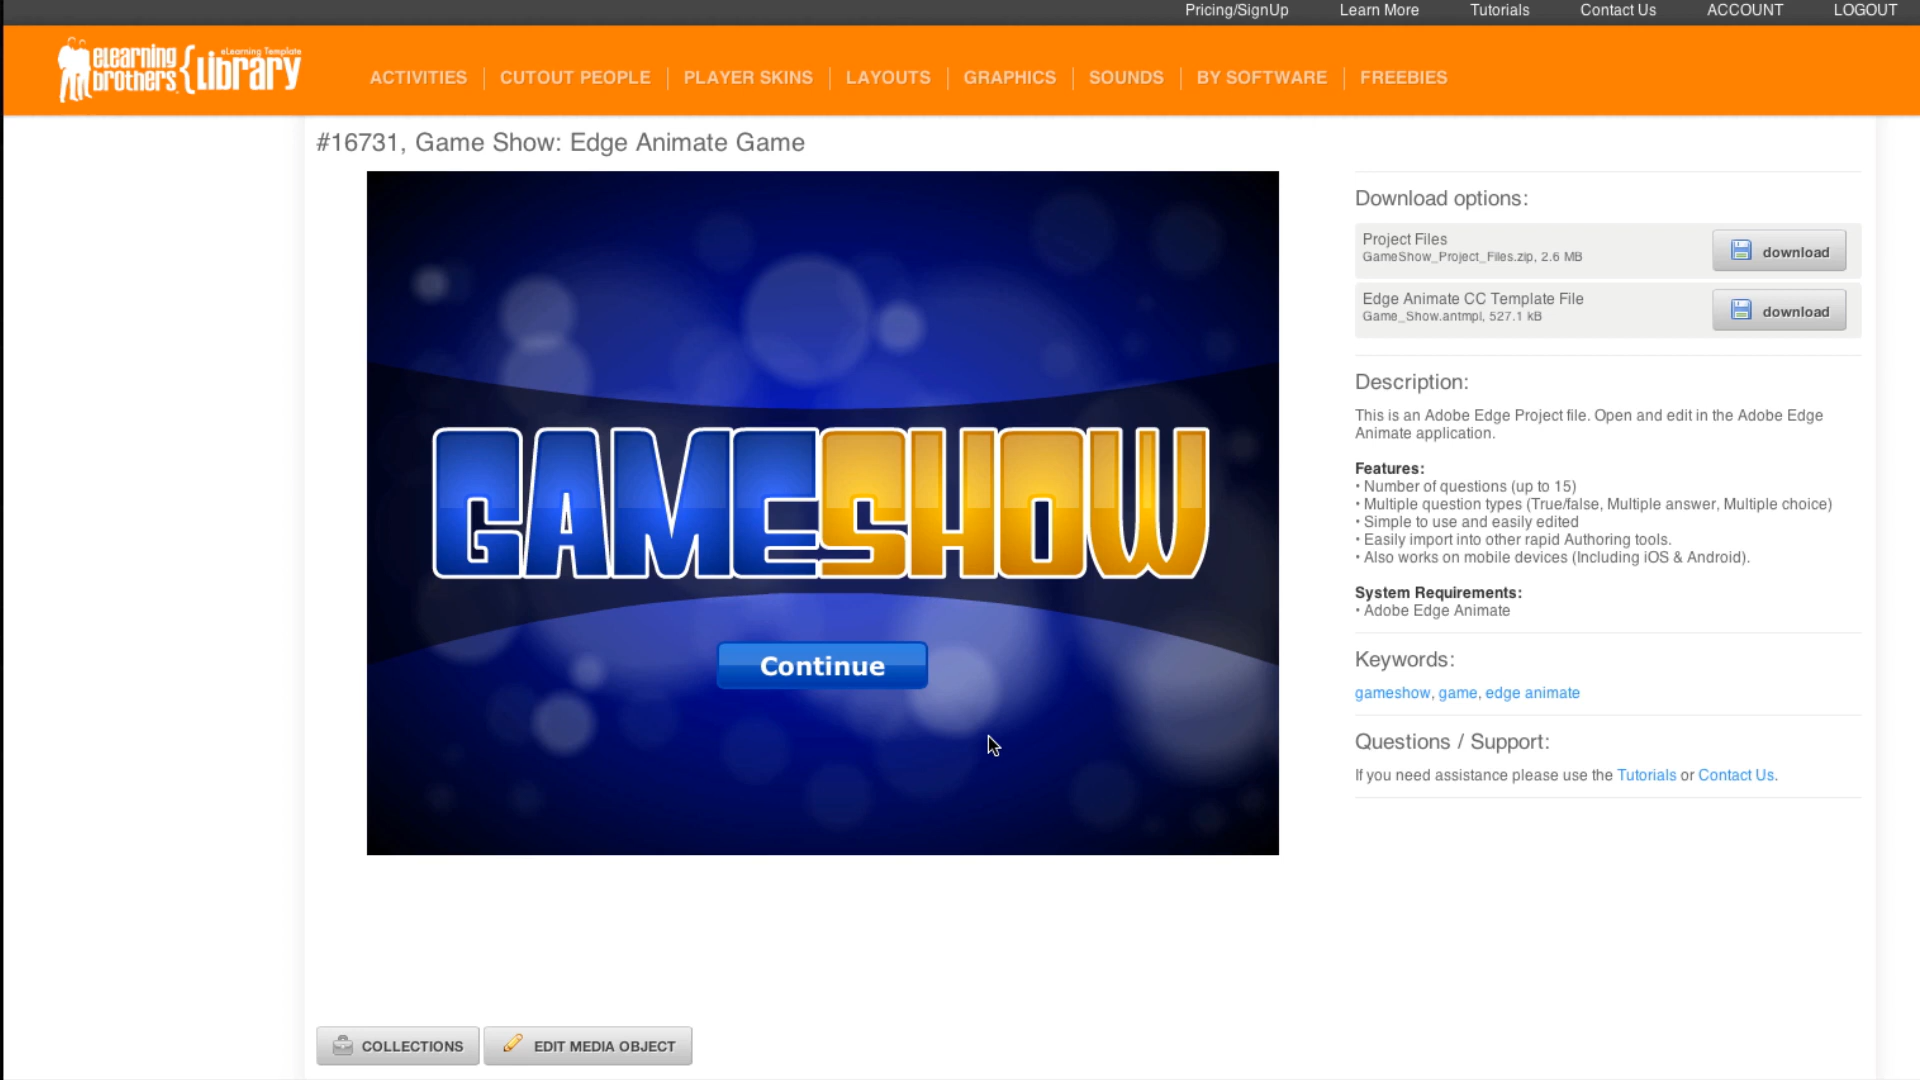 Pricing/SignUp Learn More Tutorials Contact Us ACCOUNT LOGOUT
eLearning brothers. { eLearning Template Library
ACTIVITIES CUTOUT PEOPLE PLAYER SKINS LAYOUTS GRAPHICS SOUNDS BY SOFTWARE FREEBIES
#16731, Game Show: Edge Animate Game
GAMESHOW
Continue
Download options:
Project Files
GameShow_Project_Files.zip, 2.6 MB
download
Edge Animate CC Template File
Game_Show.antmpl, 527.1 kB
download
Description:
This is an Adobe Edge Project file. Open and edit in the Adobe Edge
Animate application.
Features:
• Number of questions (up to 15)
• Multiple question types (True/false, Multiple answer, Multiple choice)
• Simple to use and easily edited
• Easily import into other rapid Authoring tools.
• Also works on mobile devices (Including iOS & Android).
System Requirements:
• Adobe Edge Animate
Keywords:
gameshow, game, edge animate
Questions / Support:
If you need assistance please use the Tutorials or Contact Us.
COLLECTIONS EDIT MEDIA OBJECT